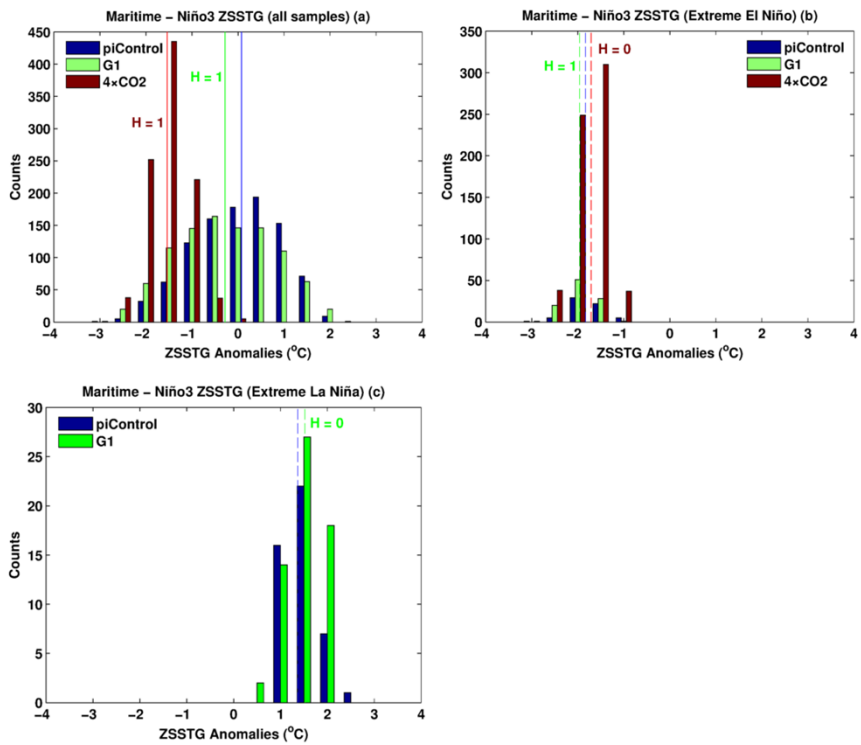 Maritime – Niño3 ZSSTG (all samples) (a)
450
400
350
300
250
200
150
100
50
0
Counts
piControl
G1
4×CO2
H = 1
H = 1
−4 −3 −2 −1 0 1 2 3 4
ZSSTG Anomalies (°C)
Maritime – Niño3 ZSSTG (Extreme El Niño) (b)
350
300
250
200
150
100
50
0
Counts
H = 0
H = 1
piControl
G1
4×CO2
−4 −3 −2 −1 0 1 2 3 4
ZSSTG Anomalies (°C)
Maritime – Niño3 ZSSTG (Extreme La Niña) (c)
30
25
20
15
10
5
0
Counts
piControl
G1
H = 0
−4 −3 −2 −1 0 1 2 3 4
ZSSTG Anomalies (°C)